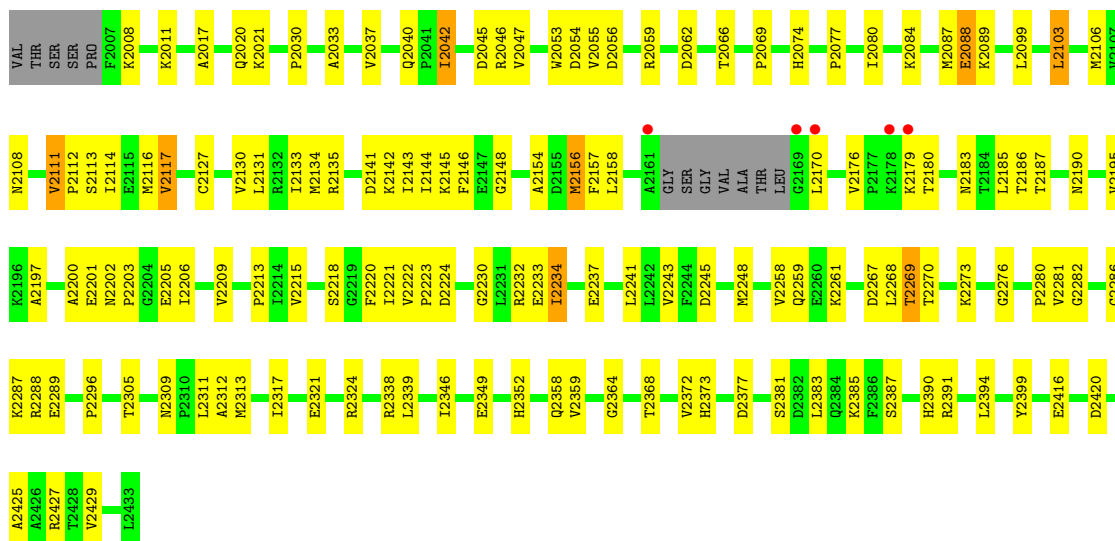 VAL THR SER SER PRO F2007 K2008 K2011 A2017 Q2020 K2021 P2030 A2033 V2037 Q2040 P2041 I2042 D2045 R2046 V2047 W2053 D2054 V2055 D2056 R2059 D2062 T2066 P2069 H2074 P2077 I2080 K2084 M2087 E2088 K2089 L2099 L2103 M2106 V2107
N2108 V2111 P2112 S2113 I2114 E2115 M2116 V2117 C2127 V2130 L2131 R2132 I2133 M2134 R2135 D2141 K2142 I2143 I2144 K2145 F2146 E2147 G2148 A2154 D2155 M2156 F2157 L2158 A2161 GLY SER GLY VAL ALA THR LEU G2169 L2170 V2176 P2177 K2178 K2179 T2180 N2183 T2184 L2185 T2186 T2187 N2190 V2195
K2196 A2197 A2200 E2201 N2202 P2203 G2204 E2205 I2206 V2209 P2213 I2214 V2215 S2218 G2219 F2220 I2221 V2222 P2223 D2224 G2230 L2231 R2232 E2233 I2234 E2237 L2241 L2242 V2243 F2244 D2245 M2248 V2258 Q2259 E2260 K2261 D2267 L2268 T2269 T2270 K2273 G2276 P2280 V2281 G2282
K2287 R2288 E2289 P2296 T2305 N2309 P2310 L2311 A2312 M2313 I2317 E2321 R2324 R2338 L2339 I2346 E2349 H2352 Q2358 V2359 G2364 T2368 V2372 H2373 D2377 S2381 D2382 L2383 Q2384 K2385 F2386 S2387 H2390 R2391 L2394 Y2399 E2416 D2420
A2425 A2426 R2427 T2428 V2429 L2433